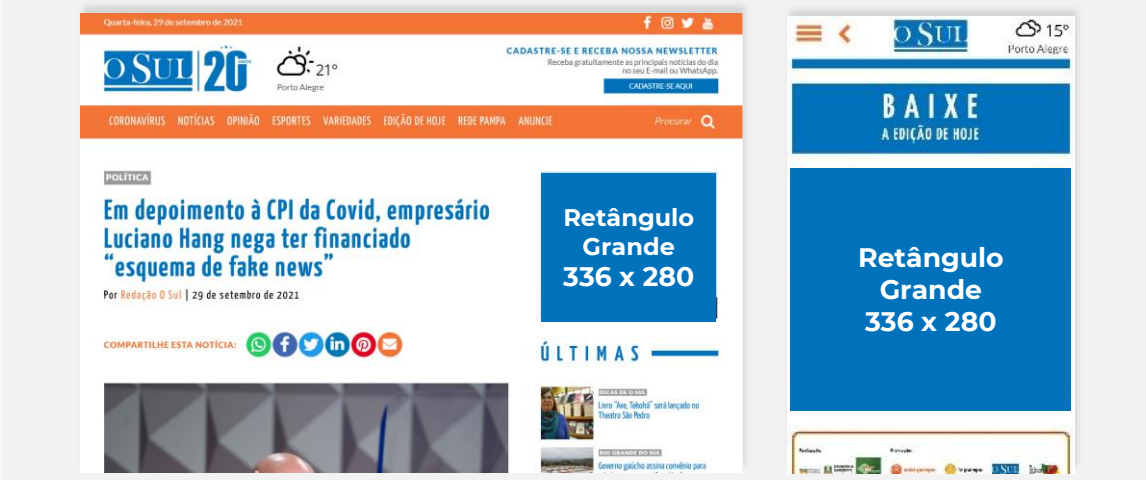 Quarta-feira, 29 de setembro de 2021
O SUL 20 ANOS
21°
Porto Alegre
CADASTRE-SE E RECEBA NOSSA NEWSLETTER
Receba gratuitamente as principais notícias do dia
no seu E-mail ou WhatsApp.
CADASTRE-SE AQUI
CORONAVÍRUS NOTÍCIAS OPINIÃO ESPORTES VARIEDADES EDIÇÃO DE HOJE REDE PAMPA ANUNCIE Procurar
POLÍTICA
Em depoimento à CPI da Covid, empresário
Luciano Hang nega ter financiado
“esquema de fake news”
Por Redação O Sul | 29 de setembro de 2021
COMPARTILHE ESTA NOTÍCIA:
Retângulo
Grande
336 x 280
ÚLTIMAS
DICAS DE O SUL
Livro "Ave, Tekohá" será lançado no
Theatro São Pedro
RIO GRANDE DO SUL
Governo gaúcho assina convênio para
O SUL
15°
Porto Alegre
BAIXE
A EDIÇÃO DE HOJE
Retângulo
Grande
336 x 280
O SUL